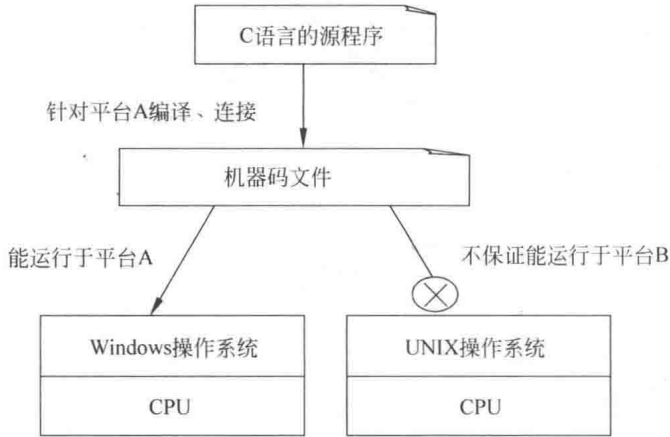 C语言的源程序
针对平台A编译、连接
机器码文件
能运行于平台A
不保证能运行于平台B
Windows操作系统
UNIX操作系统
CPU
CPU